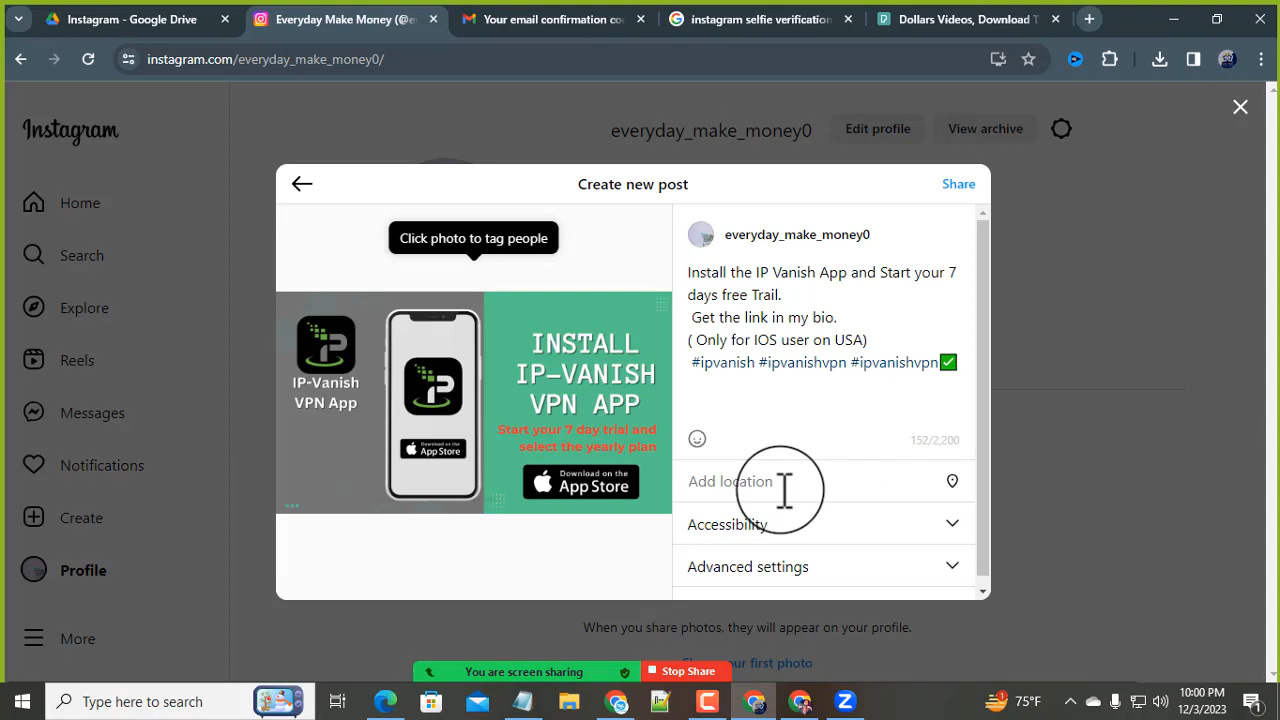 Instagram - Google Drive
Everyday Make Money (@e
Your email confirmation co
instagram selfie verification
Dollars Videos, Download T
instagram.com/everyday_make_money0/
Instagram
everyday_make_money0
Edit profile
View archive
Home
Search
Explore
Reels
Messages
Notifications
Create
Profile
More
Create new post
Share
Click photo to tag people
IP-Vanish
VPN App
Download on the
App Store
INSTALL
IP-VANISH
VPN APP
Start your 7 day trial and
select the yearly plan
Download on the
App Store
everyday_make_money0
Install the IP Vanish App and Start your 7
days free Trail.
Get the link in my bio.
( Only for IOS user on USA)
#ipvanish #ipvanishvpn #ipvanishvpn✅
152/2,200
Add location
Accessibility
Advanced settings
When you share photos, they will appear on your profile.
your first photo
You are screen sharing
Stop Share
Type here to search
75°F
10:00 PM
12/3/2023
1